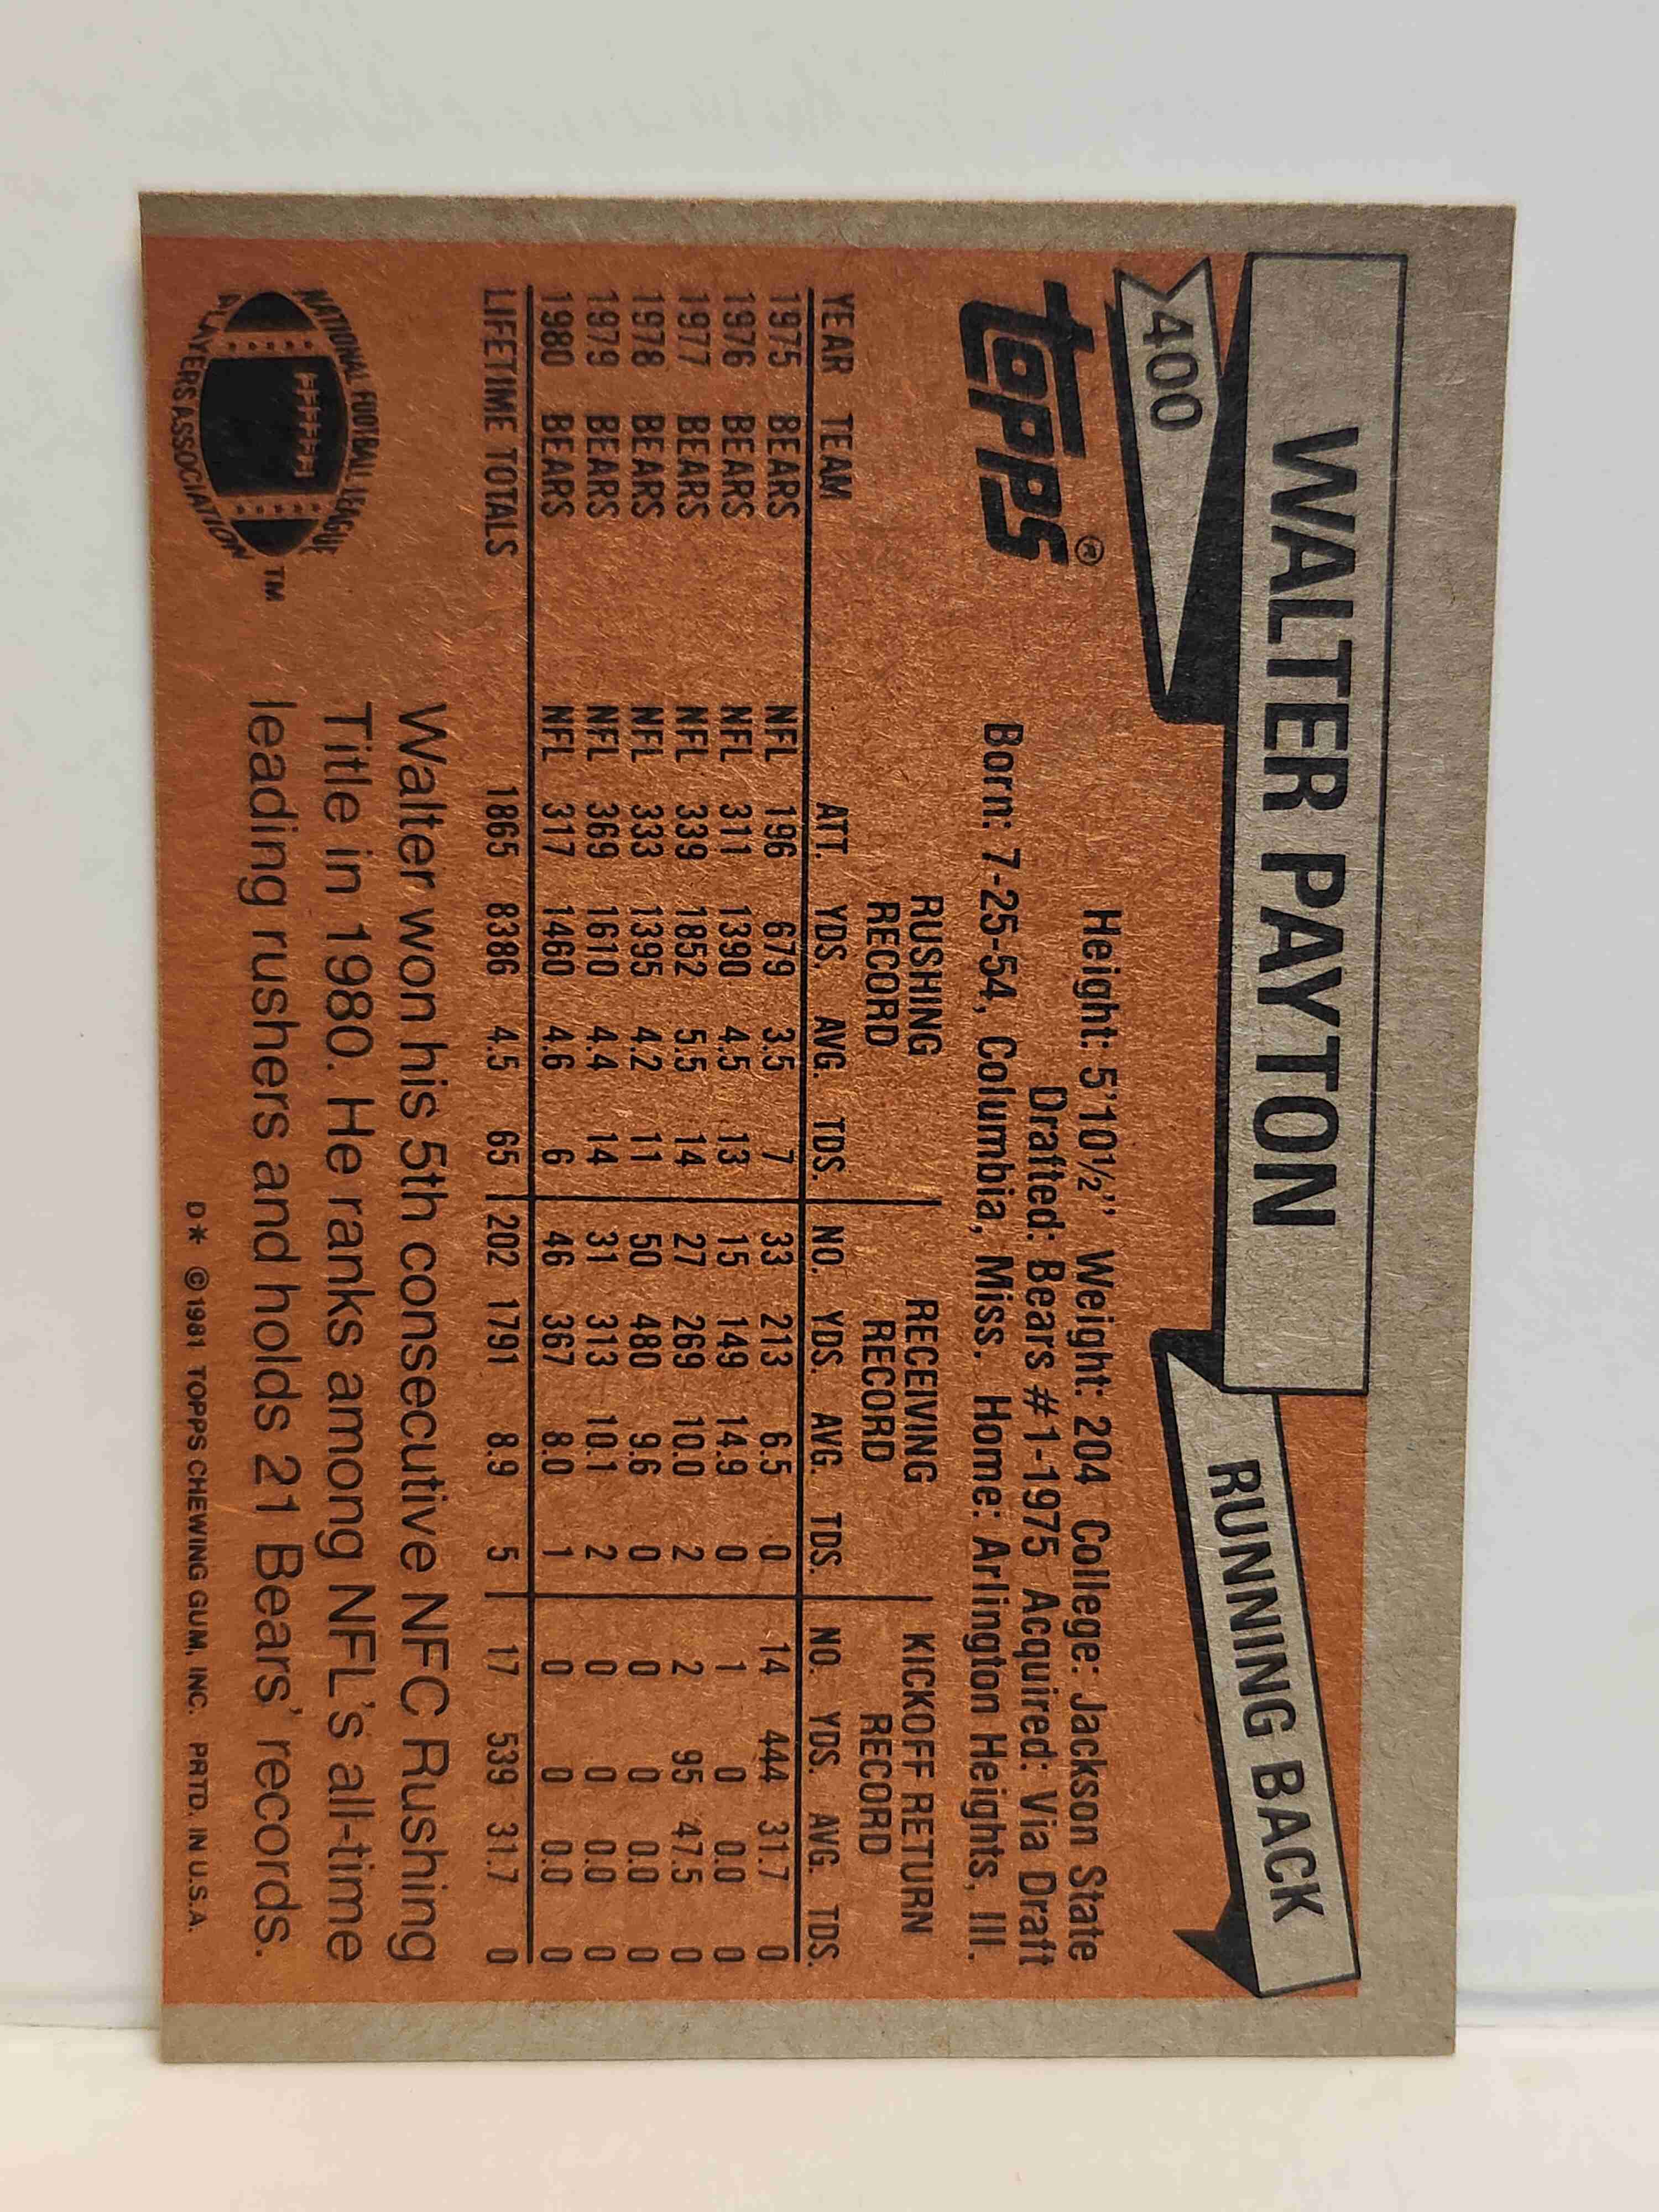 WALTER PAYTON
RUNNING BACK
400
Topps®
Height: 5'10½" Weight: 204 College: Jackson State
Drafted: Bears #1-1975 Acquired: Via Draft
Born: 7-25-54, Columbia, Miss. Home: Arlington Heights, Ill.
RUSHING RECORD RECEIVING RECORD KICKOFF RETURN RECORD
YEAR TEAM ATT. YDS. AVG. TDS. NO. YDS. AVG. TDS. NO. YDS. AVG. TDS.
1975 BEARS NFL 196 679 3.5 7 33 213 6.5 0 14 444 31.7 0
1976 BEARS NFL 311 1390 4.5 13 15 149 14.9 0 1 0 0.0 0
1977 BEARS NFL 339 1852 5.5 14 27 269 10.0 2 2 95 47.5 0
1978 BEARS NFL 333 1395 4.2 11 50 480 9.6 0 0 0 0.0 0
1979 BEARS NFL 369 1610 4.4 14 31 313 10.1 2 0 0 0.0 0
1980 BEARS NFL 317 1460 4.6 6 46 367 8.0 1 0 0 0.0 0
LIFETIME TOTALS 1865 8386 4.5 65 202 1791 8.9 5 17 539 31.7 0
NATIONAL FOOTBALL LEAGUE
PLAYERS ASSOCIATION
TM
Walter won his 5th consecutive NFC Rushing
Title in 1980. He ranks among NFL's all-time
leading rushers and holds 21 Bears' records.
D* ©1981 TOPPS CHEWING GUM, INC. PRTD. IN U.S.A.